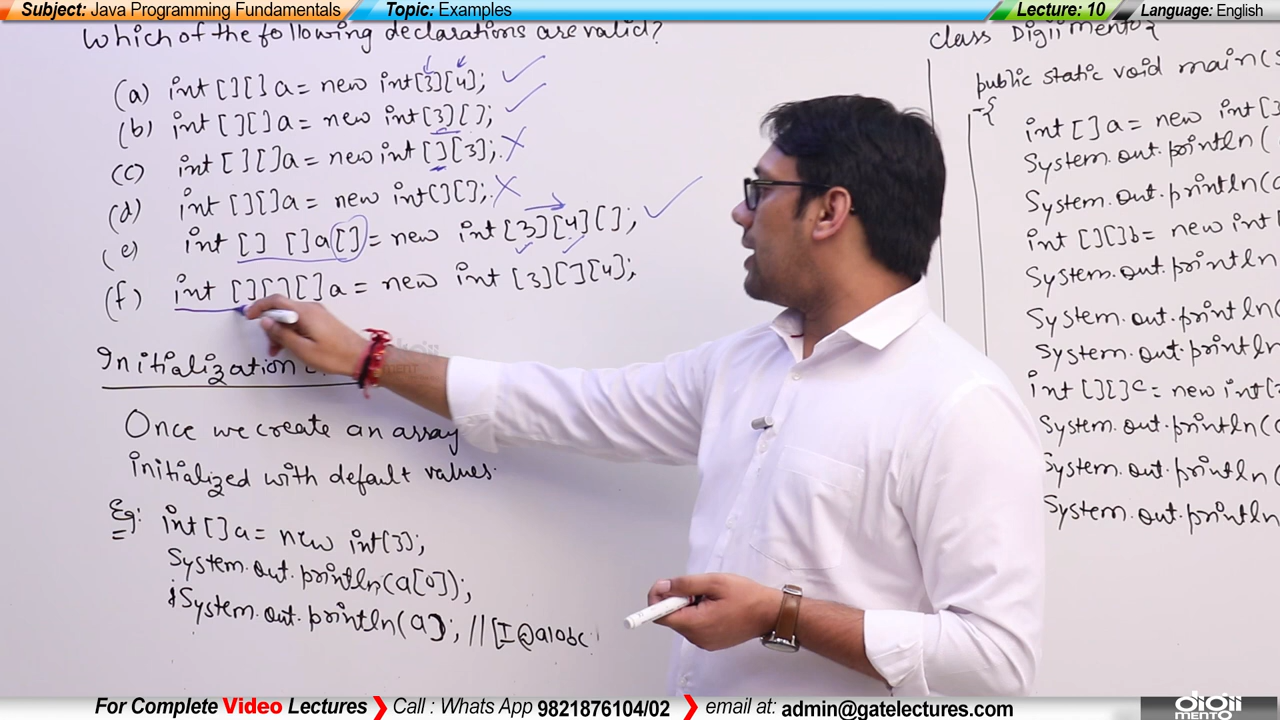 Subject: Java Programming Fundamentals
Topic: Examples
Lecture: 10
Language: English
Which of the following declarations are valid?
(a) int [][] a = new int[3][4]; ✓
(b) int [][] a = new int[3][]; ✓
(c) int [][]a = new int [][3]; X
(d) int [][]a = new int[][]; X
(e) int [] []a[] = new int [3][4][]; ✓
(f) int [][][]a = new int [3][][4];
Initialization
Once we create an array
initialized with default values.
Eg: int[]a = new int[3];
System.out.println(a[0]);
System.out.println(a); // [I@a10bc
class Digiimento{
public static void main(s
{
int[]a = new int[3
System.out.println(
System.out.println(a
int [][]b = new int
System.out.println
System.out.println(
System.out.println
int [][]c = new int[
System.out.println(
System.out.println(
System.out.println
For Complete Video Lectures
Call : Whats App 9821876104/02
email at: admin@gatelectures.com
digii
MENTO